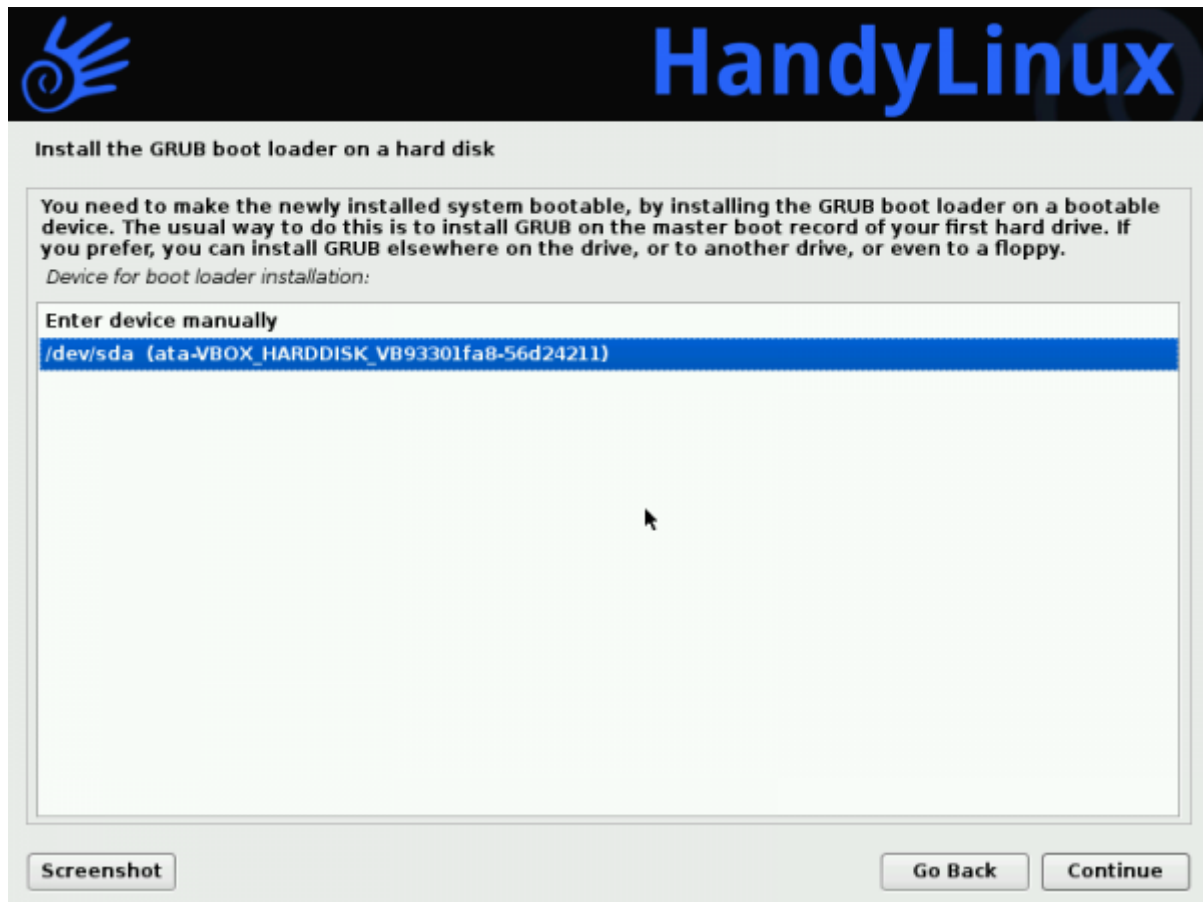 HandyLinux
Install the GRUB boot loader on a hard disk
You need to make the newly installed system bootable, by installing the GRUB boot loader on a bootable
device. The usual way to do this is to install GRUB on the master boot record of your first hard drive. If
you prefer, you can install GRUB elsewhere on the drive, or to another drive, or even to a floppy.
Device for boot loader installation:
Enter device manually
/dev/sda (ata-VBOX_HARDDISK_VB93301fa8-56d24211)
Screenshot
Go Back
Continue